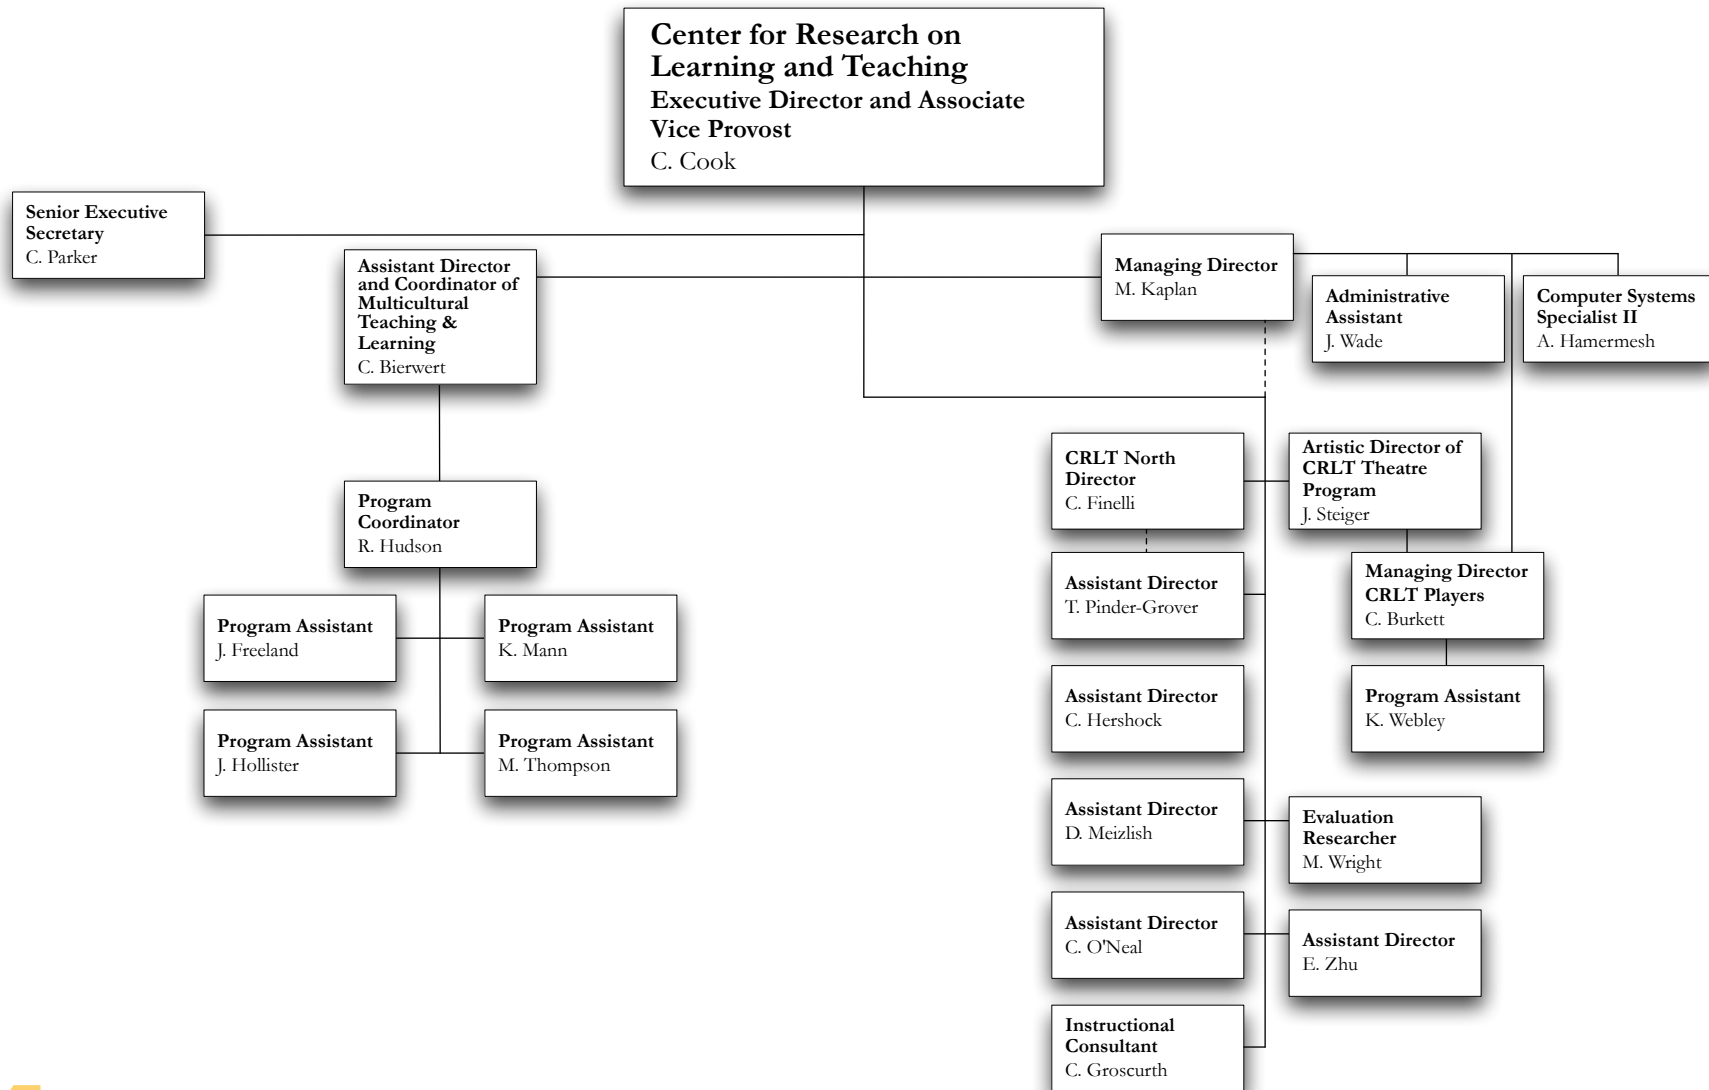 Center for Research on
Learning and Teaching
Executive Director and Associate
Vice Provost
C. Cook
Senior Executive
Secretary
C. Parker
Assistant Director
and Coordinator of
Multicultural
Teaching &
Learning
C. Bierwert
Managing Director
M. Kaplan
Administrative
Assistant
J. Wade
Computer Systems
Specialist II
A. Hamermesh
Program
Coordinator
R. Hudson
Program Assistant
J. Freeland
Program Assistant
K. Mann
Program Assistant
J. Hollister
Program Assistant
M. Thompson
CRLT North
Director
C. Finelli
Artistic Director of
CRLT Theatre
Program
J. Steiger
Assistant Director
T. Pinder-Grover
Managing Director
CRLT Players
C. Burkett
Assistant Director
C. Hershock
Program Assistant
K. Webley
Assistant Director
D. Meizlish
Evaluation
Researcher
M. Wright
Assistant Director
C. O'Neal
Assistant Director
E. Zhu
Instructional
Consultant
C. Groscurth